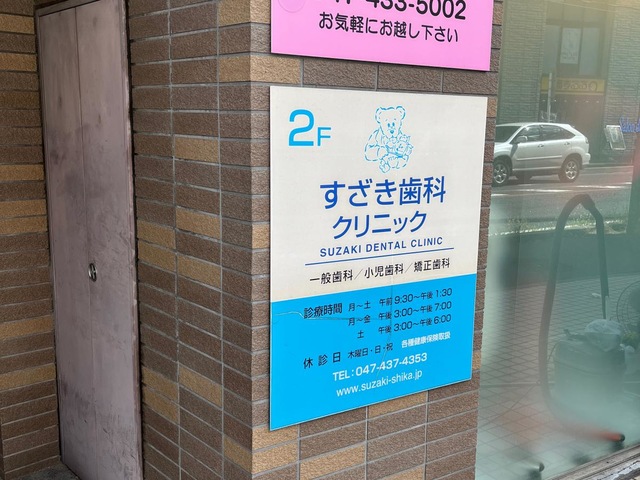 433-5002
お気軽にお越し下さい
2F
すざき歯科
クリニック
SUZAKI DENTAL CLINIC
一般歯科／小児歯科／矯正歯科
診療時間 月～土 午前 9:30～午後 1:30
月～金 午後 3:00～午後 7:00
土 午後 3:00～午後 6:00
休診日 木曜日・日・祝 各種健康保険取扱
TEL:047-437-4353
www.suzaki-shika.jp